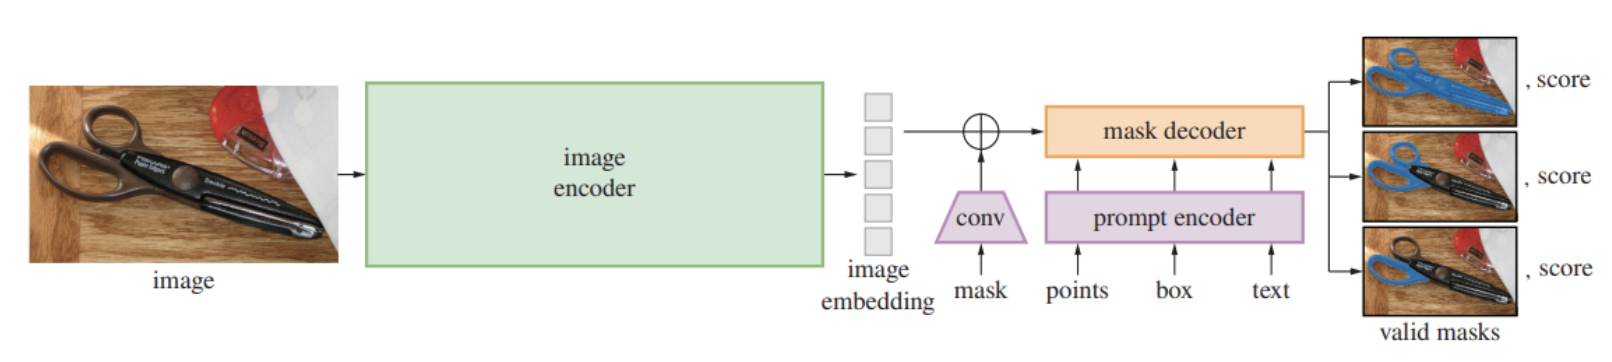 image
image
encoder
image
embedding
mask
conv
points
box
text
prompt encoder
mask decoder
, score
, score
, score
valid masks